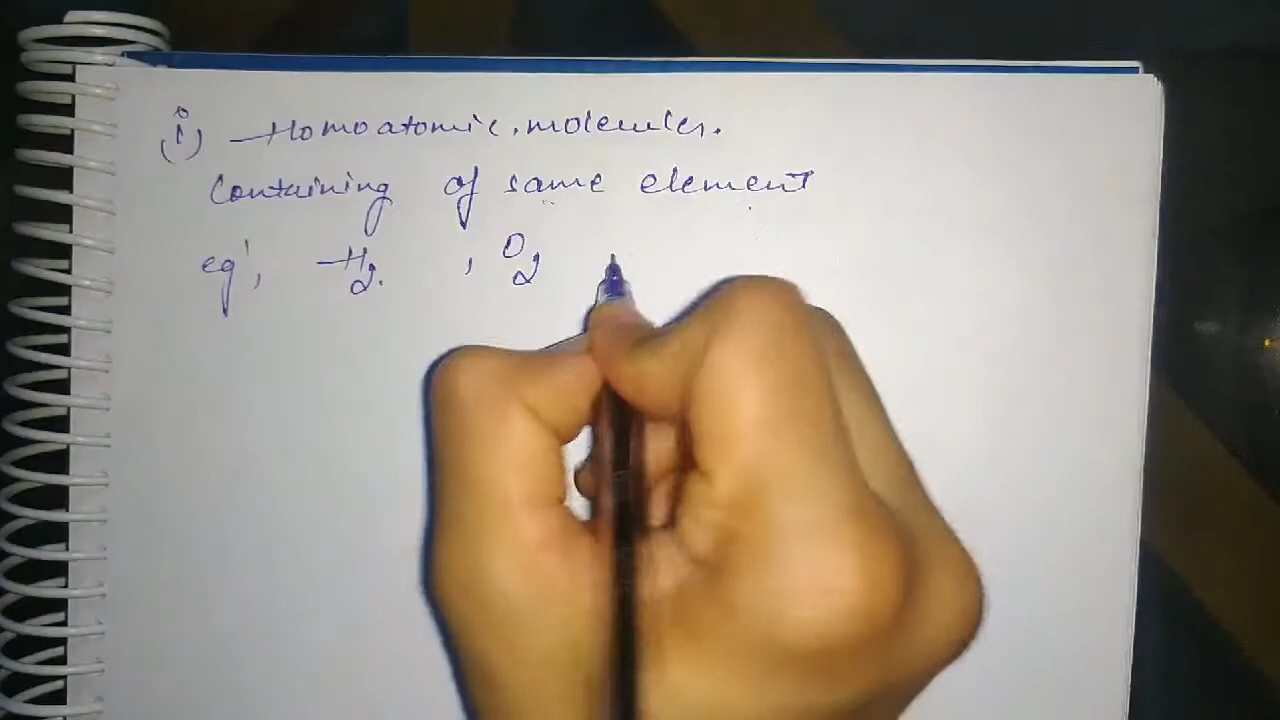 (i) Homoatomic molecules.
Containing of same element
eg', H2. , O2